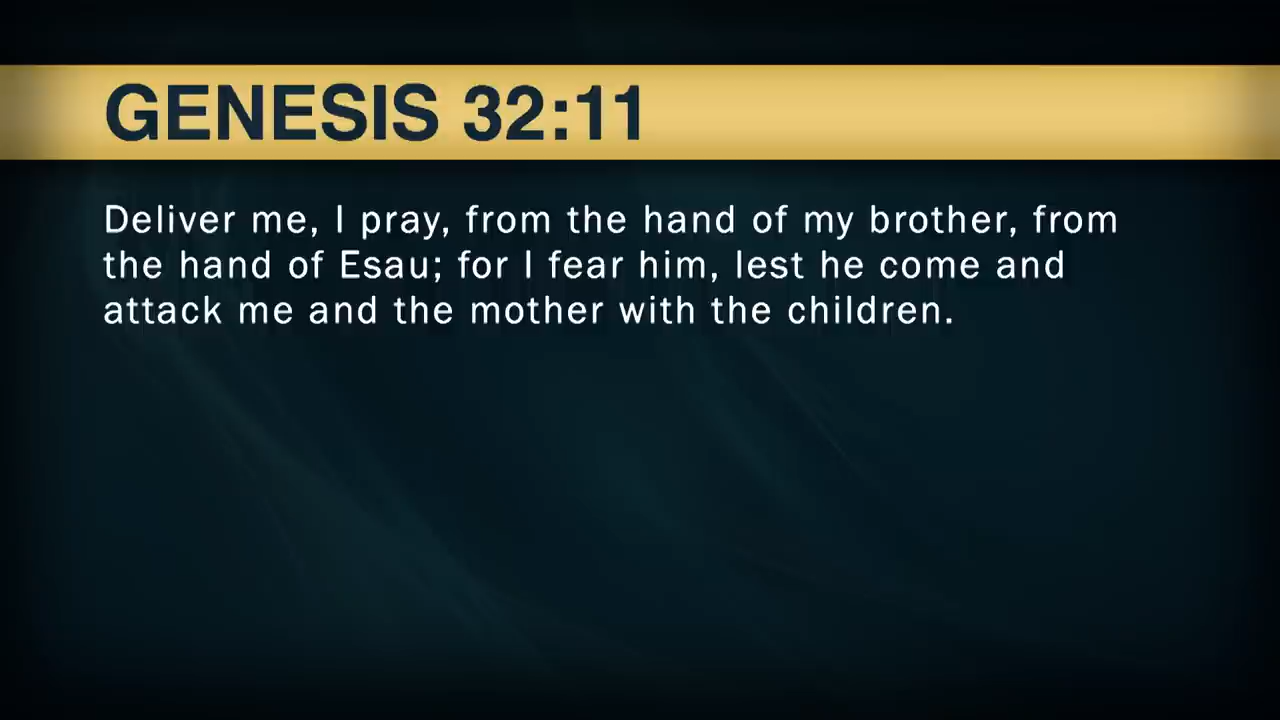 GENESIS 32:11
Deliver me, I pray, from the hand of my brother, from
the hand of Esau; for I fear him, lest he come and
attack me and the mother with the children.